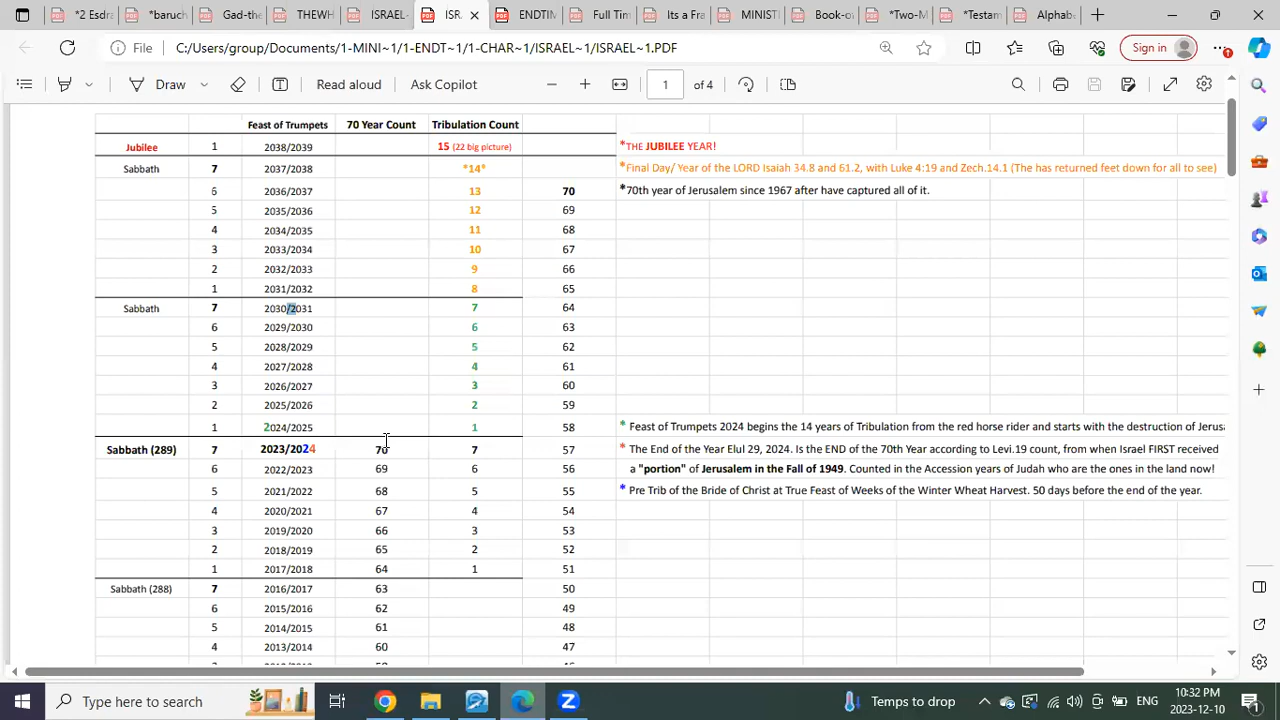 *2 Esdra
*baruch
Gad-the
THEWH
ISRAEL-
ISR
ENDTIM
Full Tim
Its a Fra
MINIST
Book-o
*Two-M
*Testam
Alphab
File C:/Users/group/Documents/1-MINI~1/1-ENDT~1/1-CHAR~1/ISRAEL~1/ISRAEL~1.PDF Sign in
Draw Read aloud Ask Copilot 1 of 4
Feast of Trumpets 70 Year Count Tribulation Count
Jubilee 1 2038/2039 15 (22 big picture) *THE JUBILEE YEAR!
Sabbath 7 2037/2038 *14* *Final Day/ Year of the LORD Isaiah 34.8 and 61.2, with Luke 4:19 and Zech.14.1 (The has returned feet down for all to see)
6 2036/2037 13 70 *70th year of Jerusalem since 1967 after have captured all of it.
5 2035/2036 12 69
4 2034/2035 11 68
3 2033/2034 10 67
2 2032/2033 9 66
1 2031/2032 8 65
Sabbath 7 2030/2031 7 64
6 2029/2030 6 63
5 2028/2029 5 62
4 2027/2028 4 61
3 2026/2027 3 60
2 2025/2026 2 59
1 2024/2025 1 58 * Feast of Trumpets 2024 begins the 14 years of Tribulation from the red horse rider and starts with the destruction of Jerusa
Sabbath (289) 7 2023/2024 70 7 57 * The End of the Year Elul 29, 2024. Is the END of the 70th Year according to Levi.19 count, from when Israel FIRST received
6 2022/2023 69 6 56 a "portion" of Jerusalem in the Fall of 1949. Counted in the Accession years of Judah who are the ones in the land now!
5 2021/2022 68 5 55 * Pre Trib of the Bride of Christ at True Feast of Weeks of the Winter Wheat Harvest. 50 days before the end of the year.
4 2020/2021 67 4 54
3 2019/2020 66 3 53
2 2018/2019 65 2 52
1 2017/2018 64 1 51
Sabbath (288) 7 2016/2017 63 50
6 2015/2016 62 49
5 2014/2015 61 48
4 2013/2014 60 47
Type here to search
Temps to drop
ENG
10:32 PM
2023-12-10